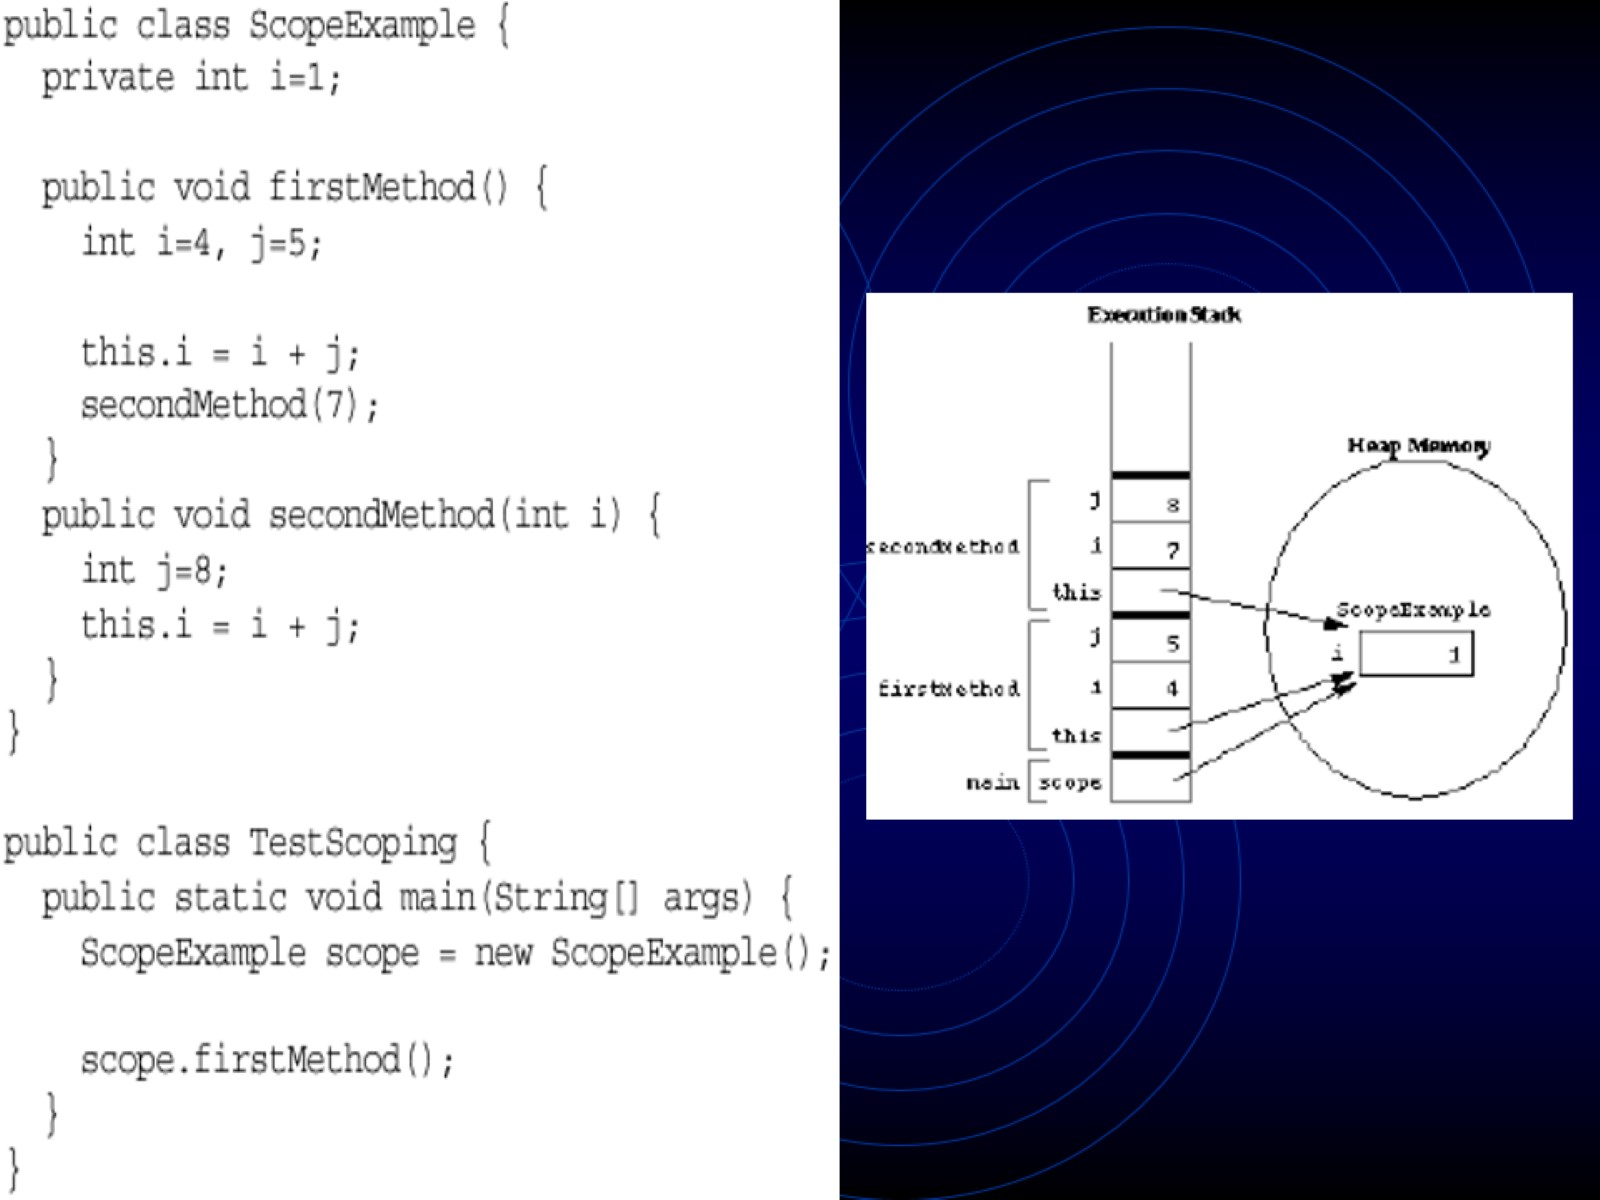 public class ScopeExample {
private int i=1;
public void firstMethod() {
int i=4, j=5;
this.i = i + j;
secondMethod(7);
}
public void secondMethod(int i) {
int j=8;
this.i = i + j;
}
}
public class TestScoping {
public static void main(String[] args) {
ScopeExample scope = new ScopeExample();
scope.firstMethod();
}
}
Execution Stack
Heap Memory
j 8
secondMethod i 7
this
ScopeExample
j 5
i 1
firstMethod i 4
this
main scope